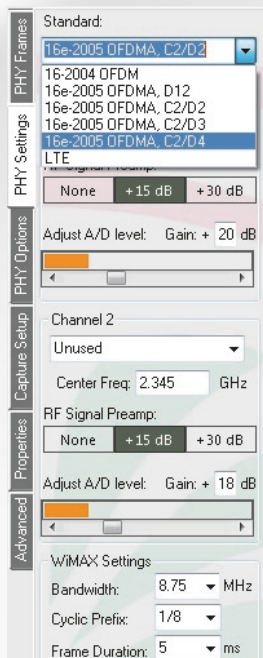 PHY Frames
PHY Settings
PHY Options
Capture Setup
Properties
Advanced
Standard:
16e-2005 OFDMA, C2/D2
16-2004 OFDM
16e-2005 OFDMA, D12
16e-2005 OFDMA, C2/D2
16e-2005 OFDMA, C2/D3
16e-2005 OFDMA, C2/D4
LTE
RF Signal Preamp:
None +15 dB +30 dB
Adjust A/D level: Gain: + 20 dB
Channel 2
Unused
Center Freq: 2.345 GHz
RF Signal Preamp:
None +15 dB +30 dB
Adjust A/D level: Gain: + 18 dB
WiMAX Settings
Bandwidth: 8.75 MHz
Cyclic Prefix: 1/8
Frame Duration: 5 ms